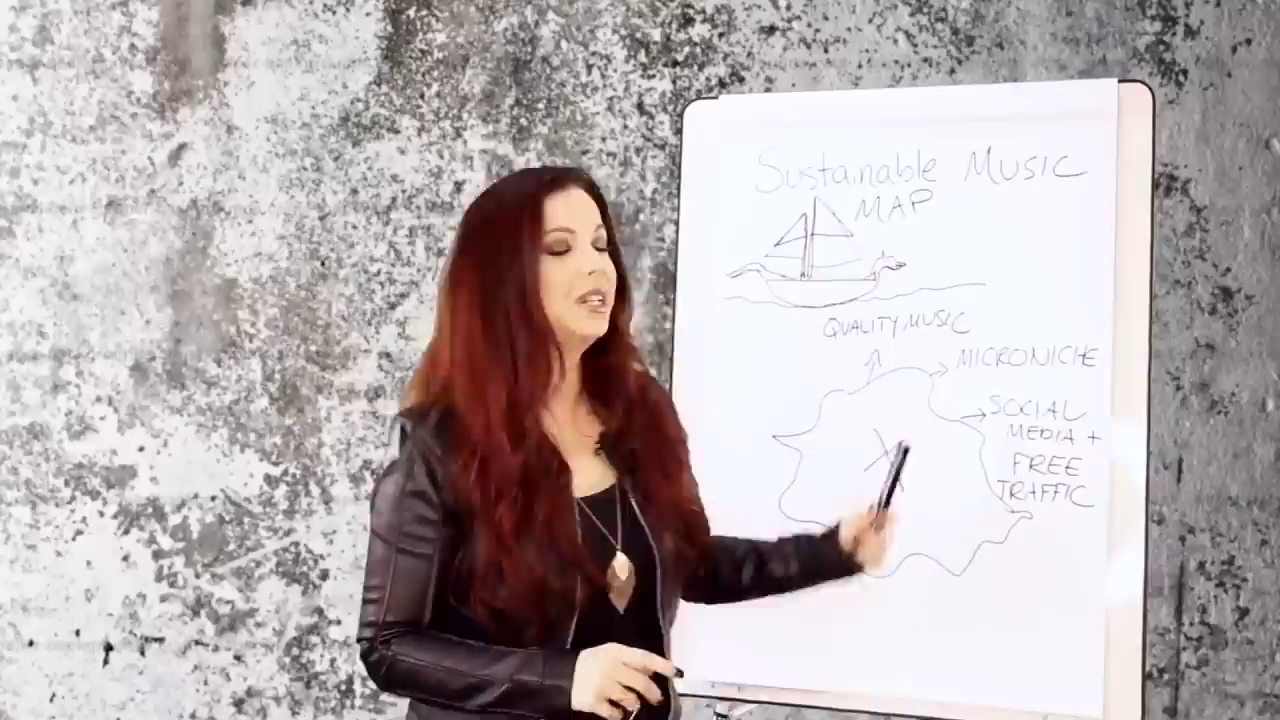 Sustainable Music
MAP
QUALITY MUSIC
MICRONICHE
SOCIAL
MEDIA +
FREE
TRAFFIC